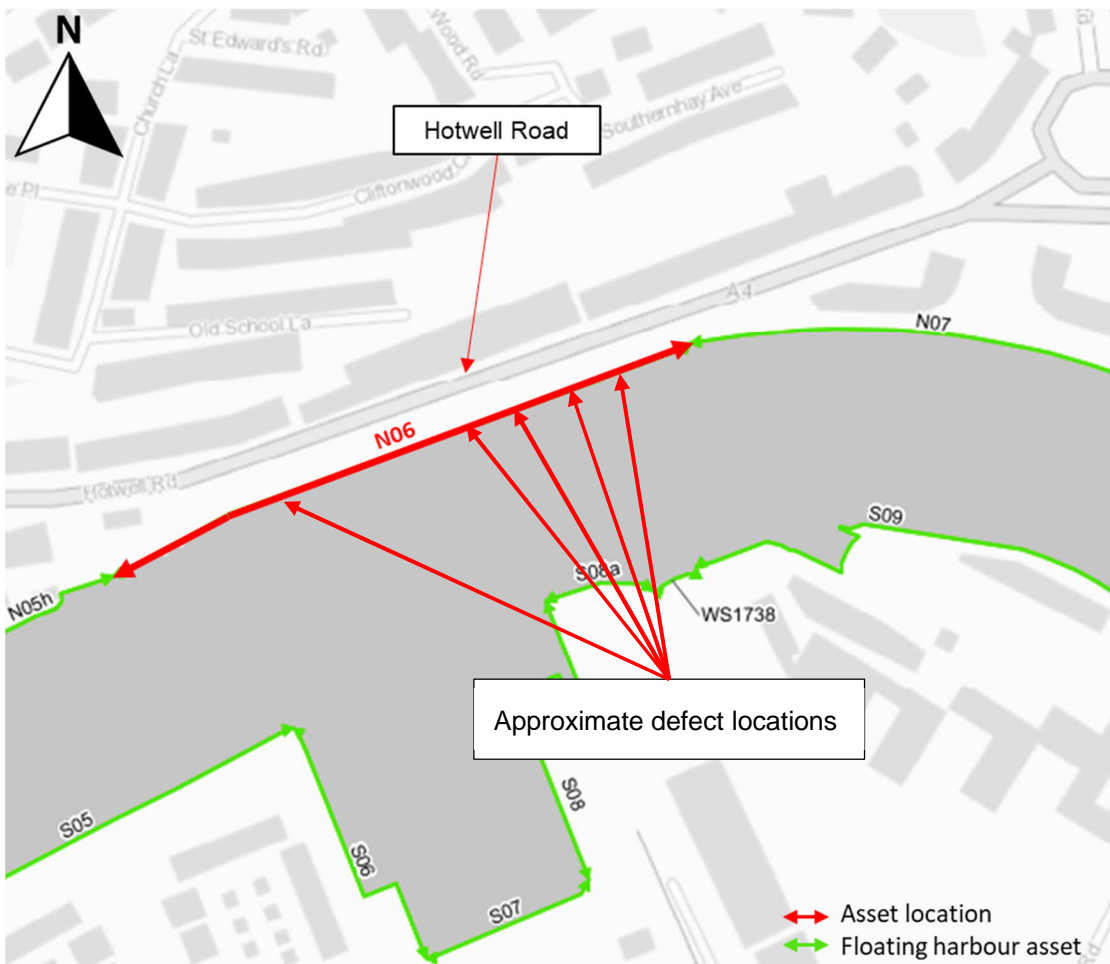 N
St Edward's Rd
Church La
Wood Rd
Southernhay Ave
Hotwell Road
e Pl
Cliftonwood C
A4
Old School La
N07
N06
Hotwell Rd
S09
S08a
N05h
WS1738
Approximate defect locations
S08
S05
S06
S07
Asset location
Floating harbour asset